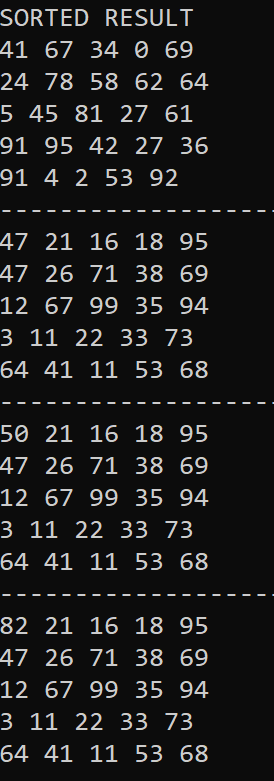 SORTED RESULT
41 67 34 0 69
24 78 58 62 64
5 45 81 27 61
91 95 42 27 36
91 4 2 53 92
-------------------
47 21 16 18 95
47 26 71 38 69
12 67 99 35 94
3 11 22 33 73
64 41 11 53 68
-------------------
50 21 16 18 95
47 26 71 38 69
12 67 99 35 94
3 11 22 33 73
64 41 11 53 68
-------------------
82 21 16 18 95
47 26 71 38 69
12 67 99 35 94
3 11 22 33 73
64 41 11 53 68